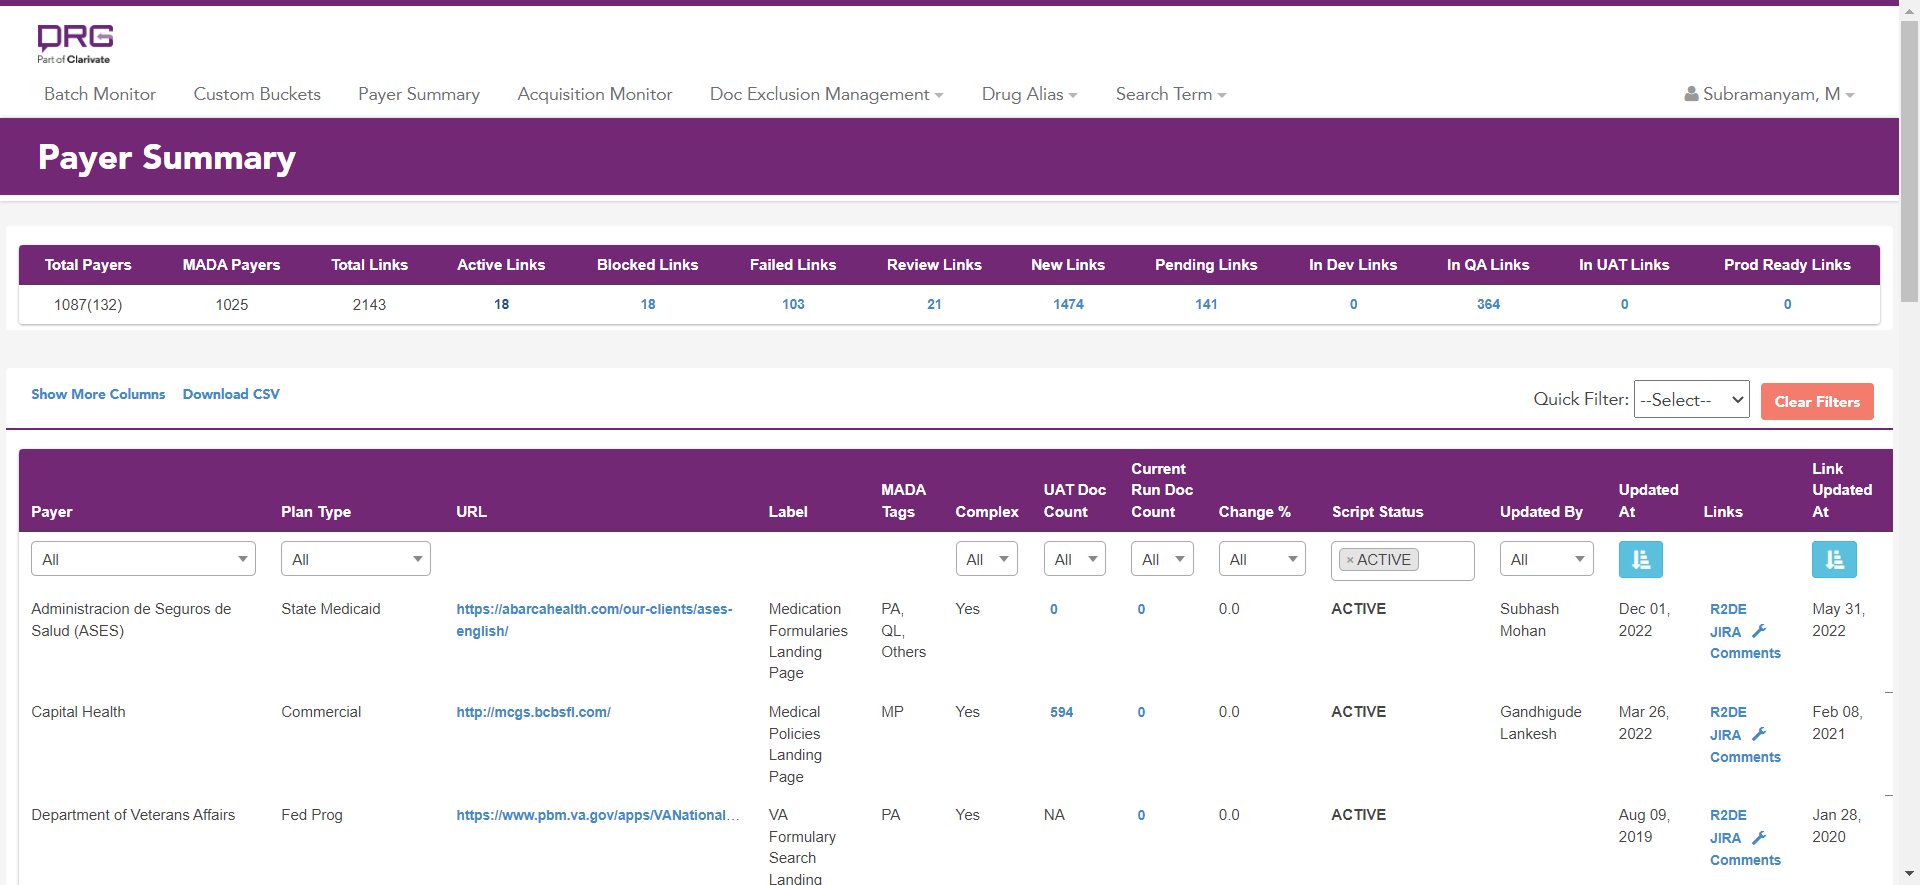 DRG
Part of Clarivate
Batch Monitor Custom Buckets Payer Summary Acquisition Monitor Doc Exclusion Management Drug Alias Search Term Subramanyam, M
Payer Summary
Total Payers MADA Payers Total Links Active Links Blocked Links Failed Links Review Links New Links Pending Links In Dev Links In QA Links In UAT Links Prod Ready Links
1087(132) 1025 2143 18 18 103 21 1474 141 0 364 0 0
Show More Columns Download CSV Quick Filter: --Select-- Clear Filters
Payer Plan Type URL Label MADA Tags Complex UAT Doc Count Current Run Doc Count Change % Script Status Updated By Updated At Links Link Updated At
All All All All All All × ACTIVE All
Administracion de Seguros de State Medicaid https://abarcahealth.com/our-clients/ases- Medication PA, Yes 0 0 0.0 ACTIVE Subhash Dec 01, R2DE May 31,
Salud (ASES) english/ Formularies QL, Mohan 2022 JIRA 2022
Landing Others Comments
Page
Capital Health Commercial http://mcgs.bcbsfl.com/ Medical MP Yes 594 0 0.0 ACTIVE Gandhigude Mar 26, R2DE Feb 08,
Policies Lankesh 2022 JIRA 2021
Landing Comments
Page
Department of Veterans Affairs Fed Prog https://www.pbm.va.gov/apps/VANational... VA PA Yes NA 0 0.0 ACTIVE Aug 09, R2DE Jan 28,
Formulary 2019 JIRA 2020
Search Comments
Landing